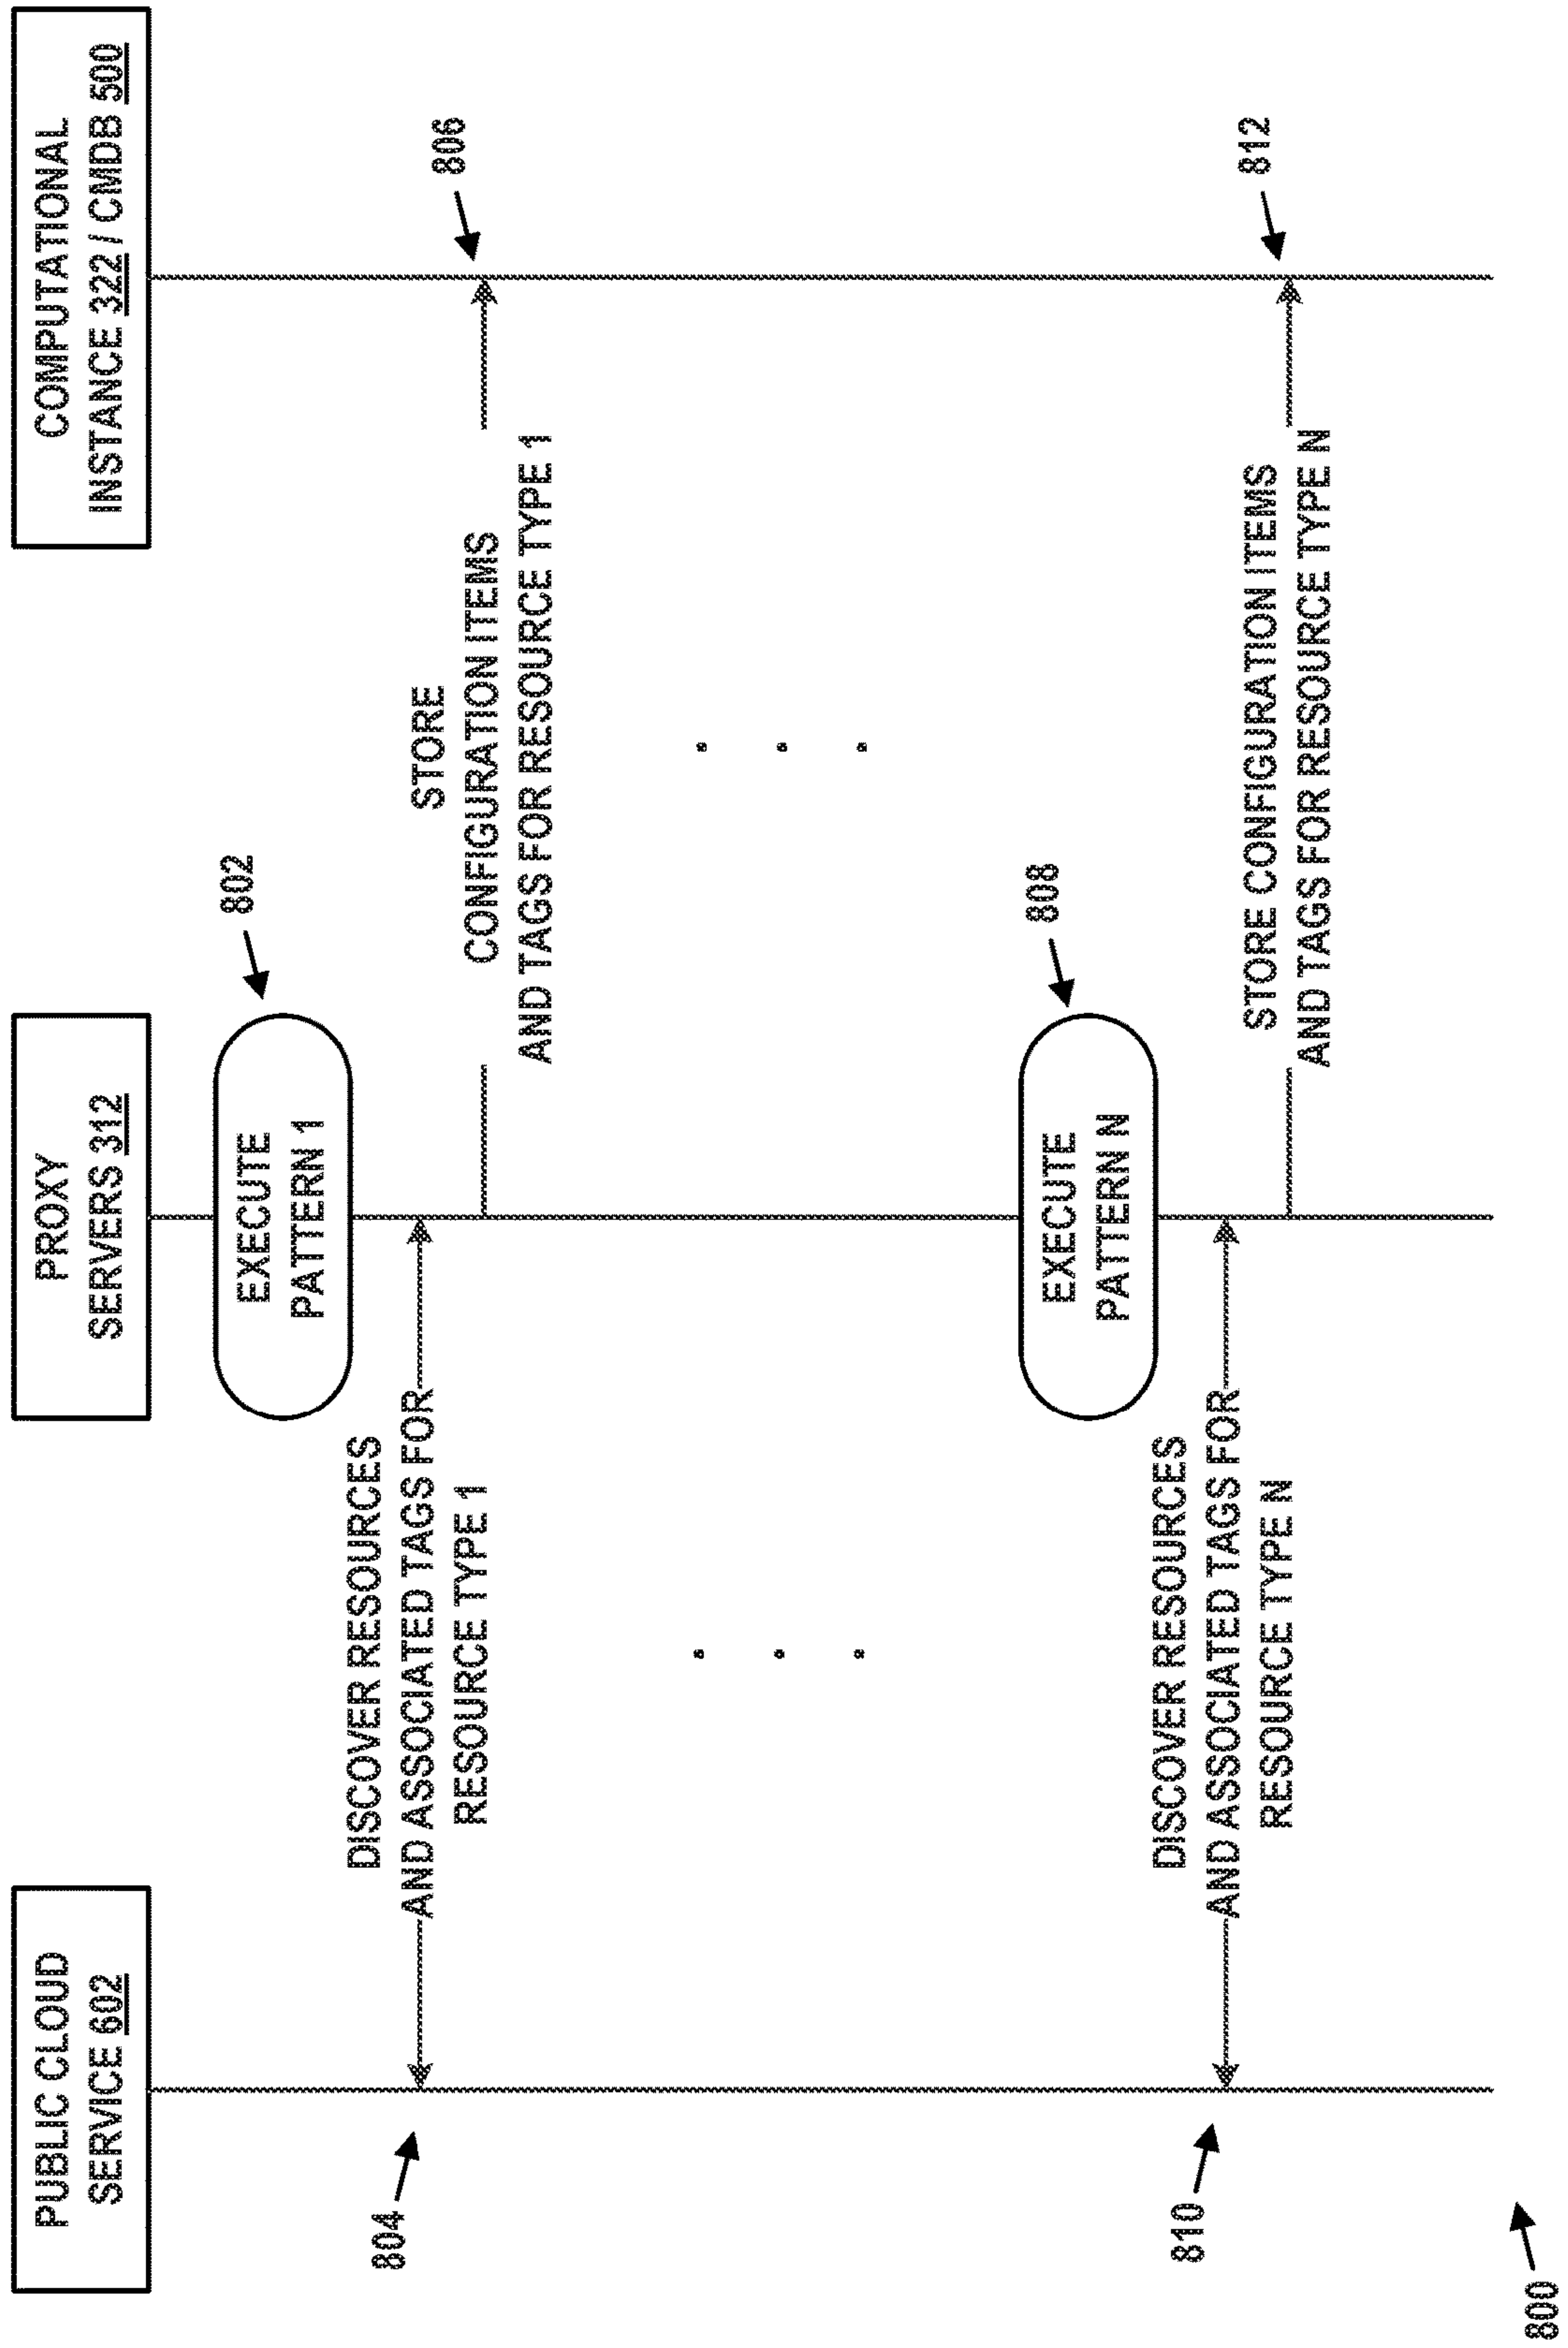 PUBLIC CLOUD
SERVICE 602
PROXY
SERVERS 312
COMPUTATIONAL
INSTANCE 322 / CMDB 500
EXECUTE
PATTERN 1
802
804
DISCOVER RESOURCES
AND ASSOCIATED TAGS FOR
RESOURCE TYPE 1
STORE
CONFIGURATION ITEMS
AND TAGS FOR RESOURCE TYPE 1
806
EXECUTE
PATTERN N
808
810
DISCOVER RESOURCES
AND ASSOCIATED TAGS FOR
RESOURCE TYPE N
STORE CONFIGURATION ITEMS
AND TAGS FOR RESOURCE TYPE N
812
800